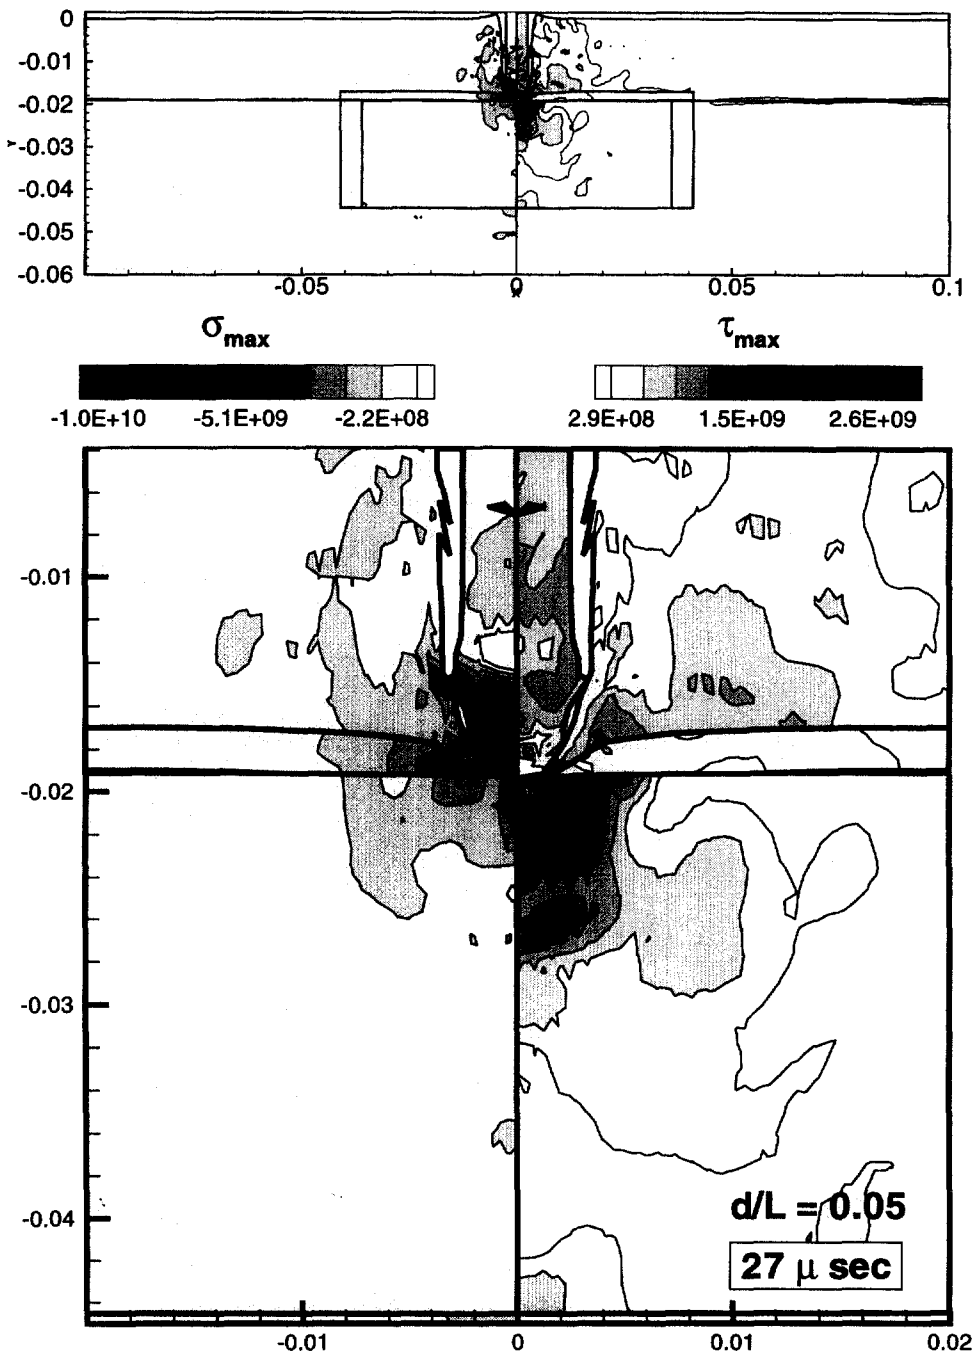 0
-0.01
-0.02
Y -0.03
-0.04
-0.05
-0.06
-0.05 0 0.05 0.1
X
σmax τmax
-1.0E+10 -5.1E+09 -2.2E+08 2.9E+08 1.5E+09 2.6E+09
-0.01
-0.02
-0.03
-0.04
d/L = 0.05
27 μ sec
-0.01 0 0.01 0.02